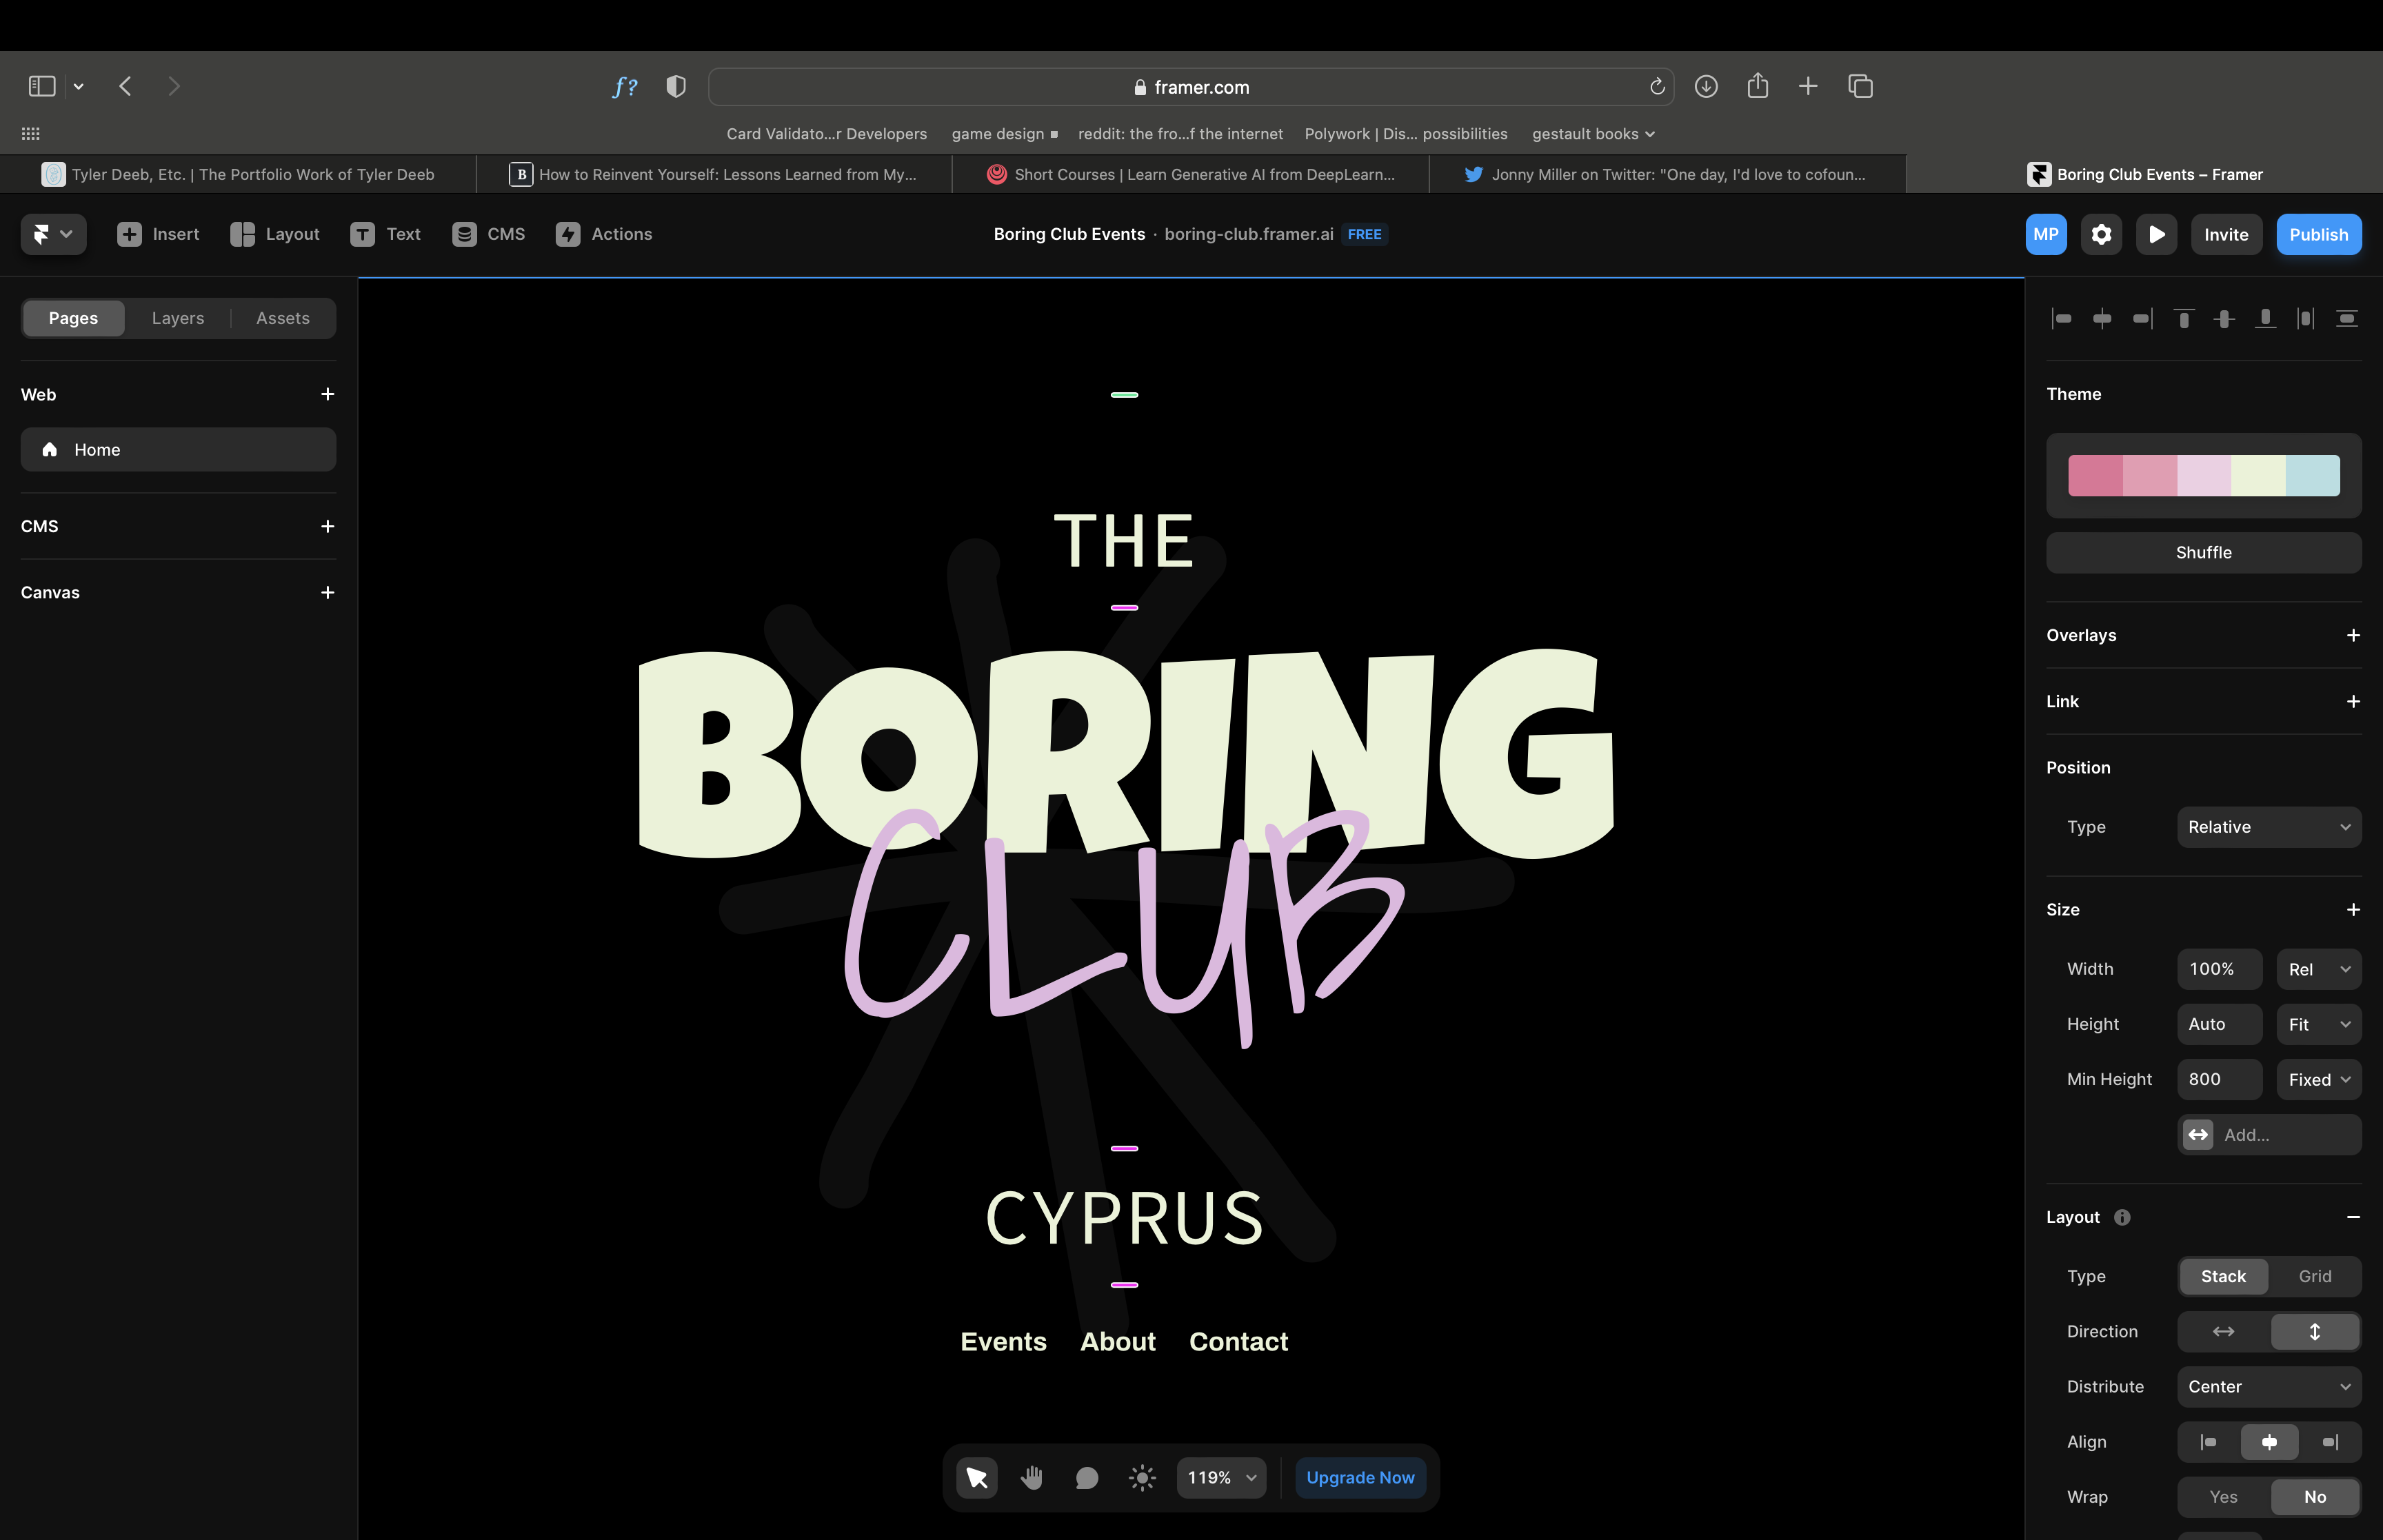 f?
framer.com
Card Validato...r Developers
game design
reddit: the fro...f the internet
Polywork | Dis... possibilities
gestault books
Tyler Deeb, Etc. | The Portfolio Work of Tyler Deeb
B How to Reinvent Yourself: Lessons Learned from My...
Short Courses | Learn Generative AI from DeepLearn...
Jonny Miller on Twitter: "One day, I'd love to cofoun...
Boring Club Events – Framer
Insert
Layout
T Text
CMS
Actions
Boring Club Events · boring-club.framer.ai FREE
MP
Invite
Publish
Pages
Layers
Assets
Web
Home
CMS
Canvas
THE
BORING
CLUB
CYPRUS
Events About Contact
119%
Upgrade Now
Theme
Shuffle
Overlays
Link
Position
Type Relative
Size
Width 100% Rel
Height Auto Fit
Min Height 800 Fixed
Add...
Layout
Type Stack Grid
Direction
Distribute Center
Align
Wrap Yes No